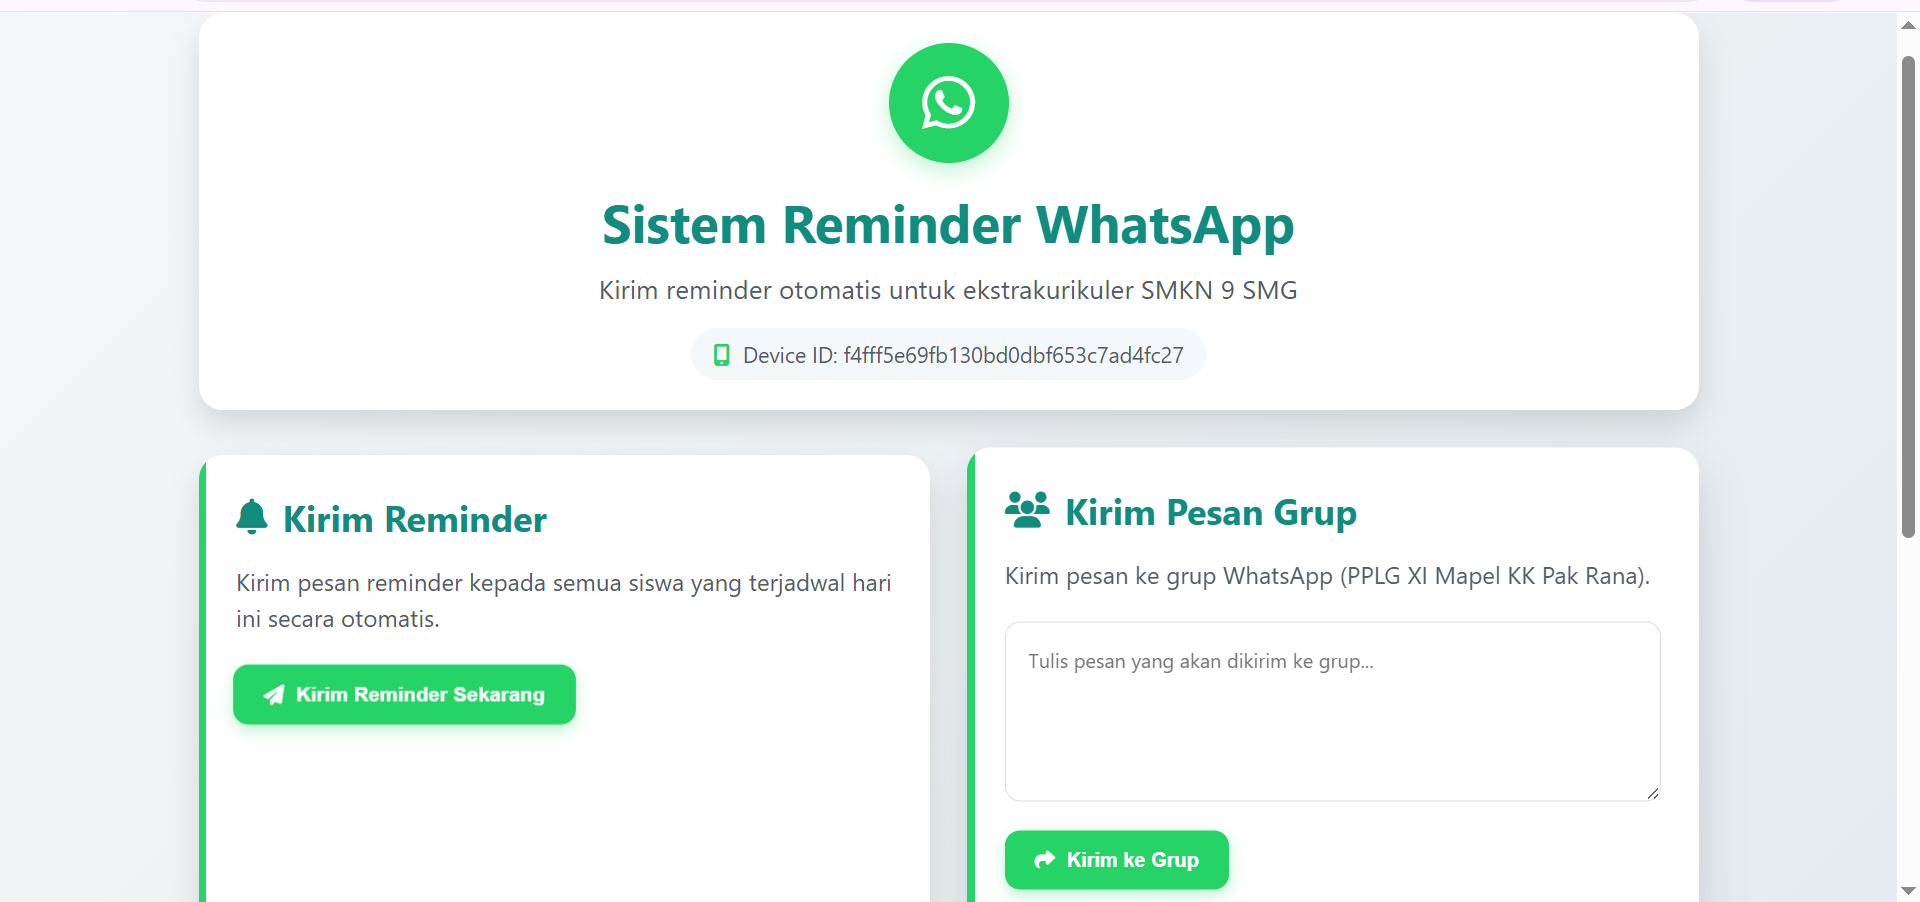 Sistem Reminder WhatsApp
Kirim reminder otomatis untuk ekstrakurikuler SMKN 9 SMG
Device ID: f4fff5e69fb130bd0dbf653c7ad4fc27
Kirim Reminder
Kirim pesan reminder kepada semua siswa yang terjadwal hari
ini secara otomatis.
Kirim Reminder Sekarang
Kirim Pesan Grup
Kirim pesan ke grup WhatsApp (PPLG XI Mapel KK Pak Rana).
Tulis pesan yang akan dikirim ke grup...
Kirim ke Grup